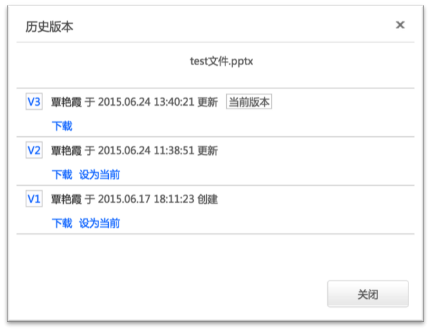 历史版本
test文件.pptx
V3 覃艳霞 于 2015.06.24 13:40:21 更新 当前版本
下载
V2 覃艳霞 于 2015.06.24 11:38:51 更新
下载 设为当前
V1 覃艳霞 于 2015.06.17 18:11:23 创建
下载 设为当前
关闭